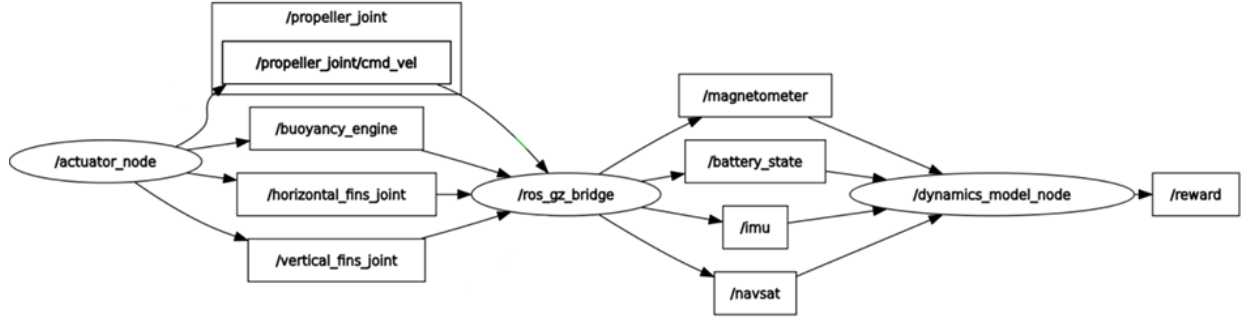 /propeller_joint
/propeller_joint/cmd_vel
/actuator_node
/buoyancy_engine
/horizontal_fins_joint
/vertical_fins_joint
/ros_gz_bridge
/magnetometer
/battery_state
/imu
/navsat
/dynamics_model_node
/reward